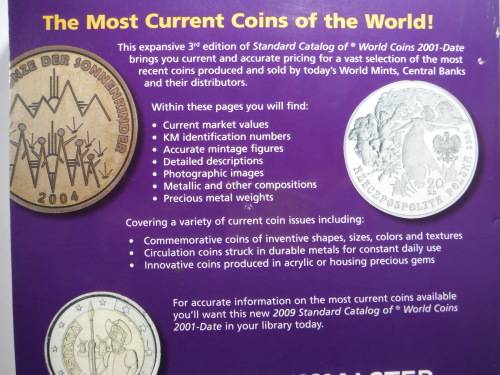 The Most Current Coins of the World!
This expansive 3rd edition of Standard Catalog of ® World Coins 2001-Date
brings you current and accurate pricing for a vast selection of the most
recent coins produced and sold by today's World Mints, Central Banks
and their distributors.
Within these pages you will find:
• Current market values
• KM identification numbers
• Accurate mintage figures
• Detailed descriptions
• Photographic images
• Metallic and other compositions
• Precious metal weights
NZE DER SONNENKINDER
2004
20
ZŁ
RZECZPOSPOLITA POLSKA
Covering a variety of current coin issues including:
• Commemorative coins of inventive shapes, sizes, colors and textures
• Circulation coins struck in durable metals for constant daily use
• Innovative coins produced in acrylic or housing precious gems
For accurate information on the most current coins available
you'll want this new 2009 Standard Catalog of ® World Coins
2001-Date in your library today.